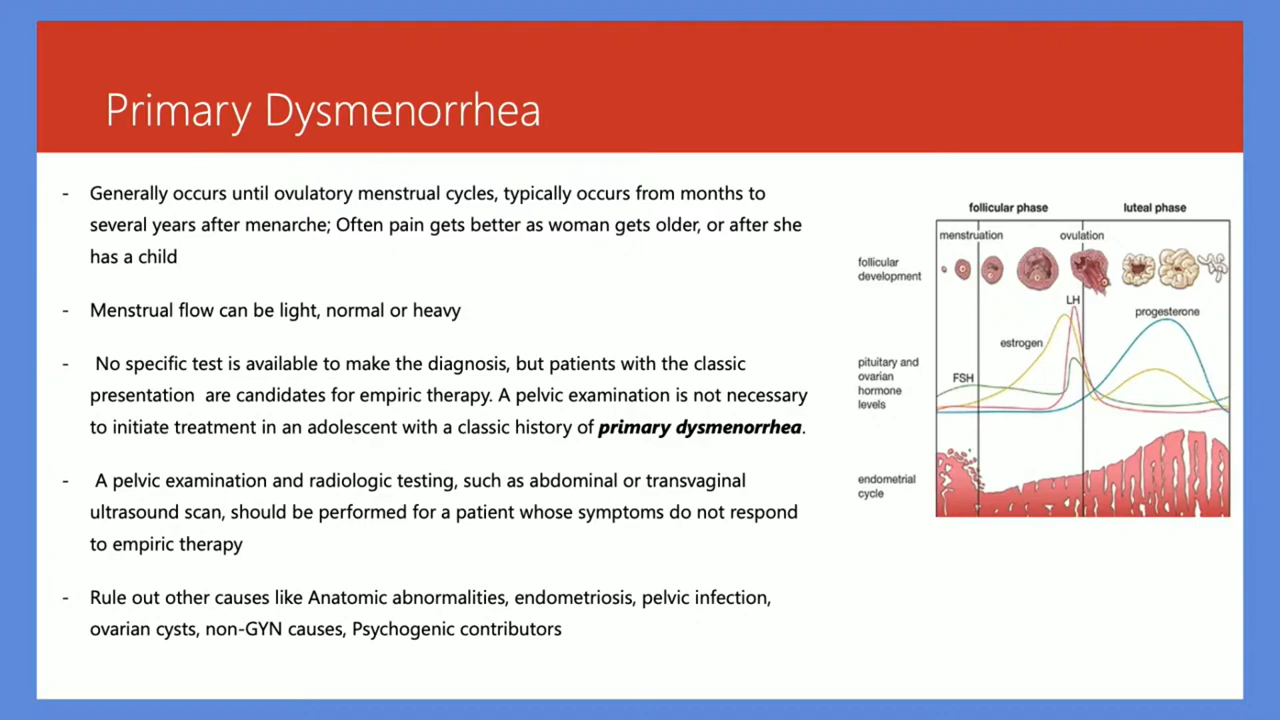 Primary Dysmenorrhea
- Generally occurs until ovulatory menstrual cycles, typically occurs from months to
several years after menarche; Often pain gets better as woman gets older, or after she
has a child
- Menstrual flow can be light, normal or heavy
- No specific test is available to make the diagnosis, but patients with the classic
presentation are candidates for empiric therapy. A pelvic examination is not necessary
to initiate treatment in an adolescent with a classic history of primary dysmenorrhea.
- A pelvic examination and radiologic testing, such as abdominal or transvaginal
ultrasound scan, should be performed for a patient whose symptoms do not respond
to empiric therapy
- Rule out other causes like Anatomic abnormalities, endometriosis, pelvic infection,
ovarian cysts, non-GYN causes, Psychogenic contributors
follicular phase
luteal phase
menstruation
ovulation
follicular
development
LH
progesterone
estrogen
FSH
pituitary and
ovarian
hormone
levels
endometrial
cycle